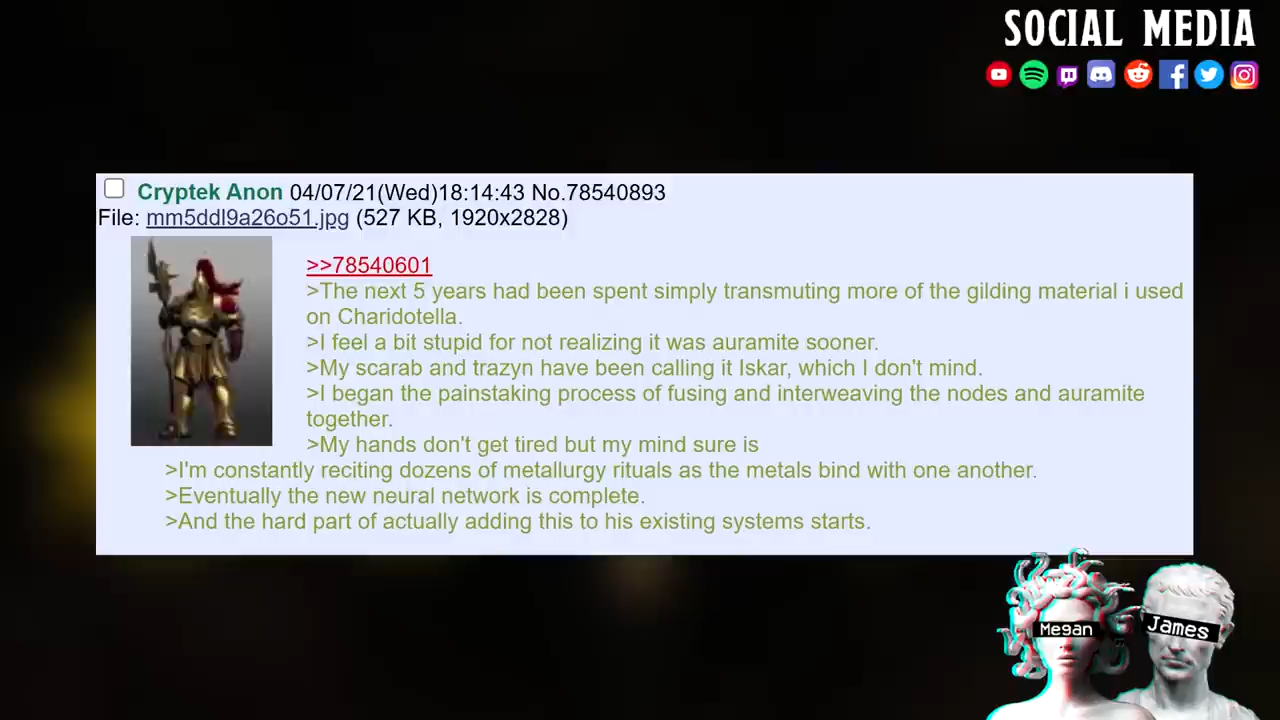 SOCIAL MEDIA
Cryptek Anon 04/07/21(Wed)18:14:43 No.78540893
File: mm5ddl9a26o51.jpg (527 KB, 1920x2828)
>>78540601
>The next 5 years had been spent simply transmuting more of the gilding material i used
on Charidotella.
>I feel a bit stupid for not realizing it was auramite sooner.
>My scarab and trazyn have been calling it Iskar, which I don't mind.
>I began the painstaking process of fusing and interweaving the nodes and auramite
together.
>My hands don't get tired but my mind sure is
>I'm constantly reciting dozens of metallurgy rituals as the metals bind with one another.
>Eventually the new neural network is complete.
>And the hard part of actually adding this to his existing systems starts.
Megan
James